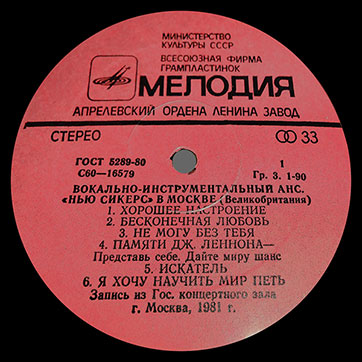 МИНИСТЕРСТВО
КУЛЬТУРЫ СССР
ВСЕСОЮЗНАЯ ФИРМА
ГРАМПЛАСТИНОК
МЕЛОДИЯ
АПРЕЛЕВСКИЙ ОРДЕНА ЛЕНИНА ЗАВОД
СТЕРЕО 33
ГОСТ 5289-80 1
С60—16579 Гр. 3. 1-90
ВОКАЛЬНО-ИНСТРУМЕНТАЛЬНЫЙ АНС.
«НЬЮ СИКЕРС» В МОСКВЕ (Великобритания)
1. ХОРОШЕЕ НАСТРОЕНИЕ
2. БЕСКОНЕЧНАЯ ЛЮБОВЬ
3. НЕ МОГУ БЕЗ ТЕБЯ
4. ПАМЯТИ ДЖ. ЛЕННОНА—
Представь себе. Дайте миру шанс
5. ИСКАТЕЛЬ
6. Я ХОЧУ НАУЧИТЬ МИР ПЕТЬ
Запись из Гос. концертного зала
г. Москва, 1981 г.